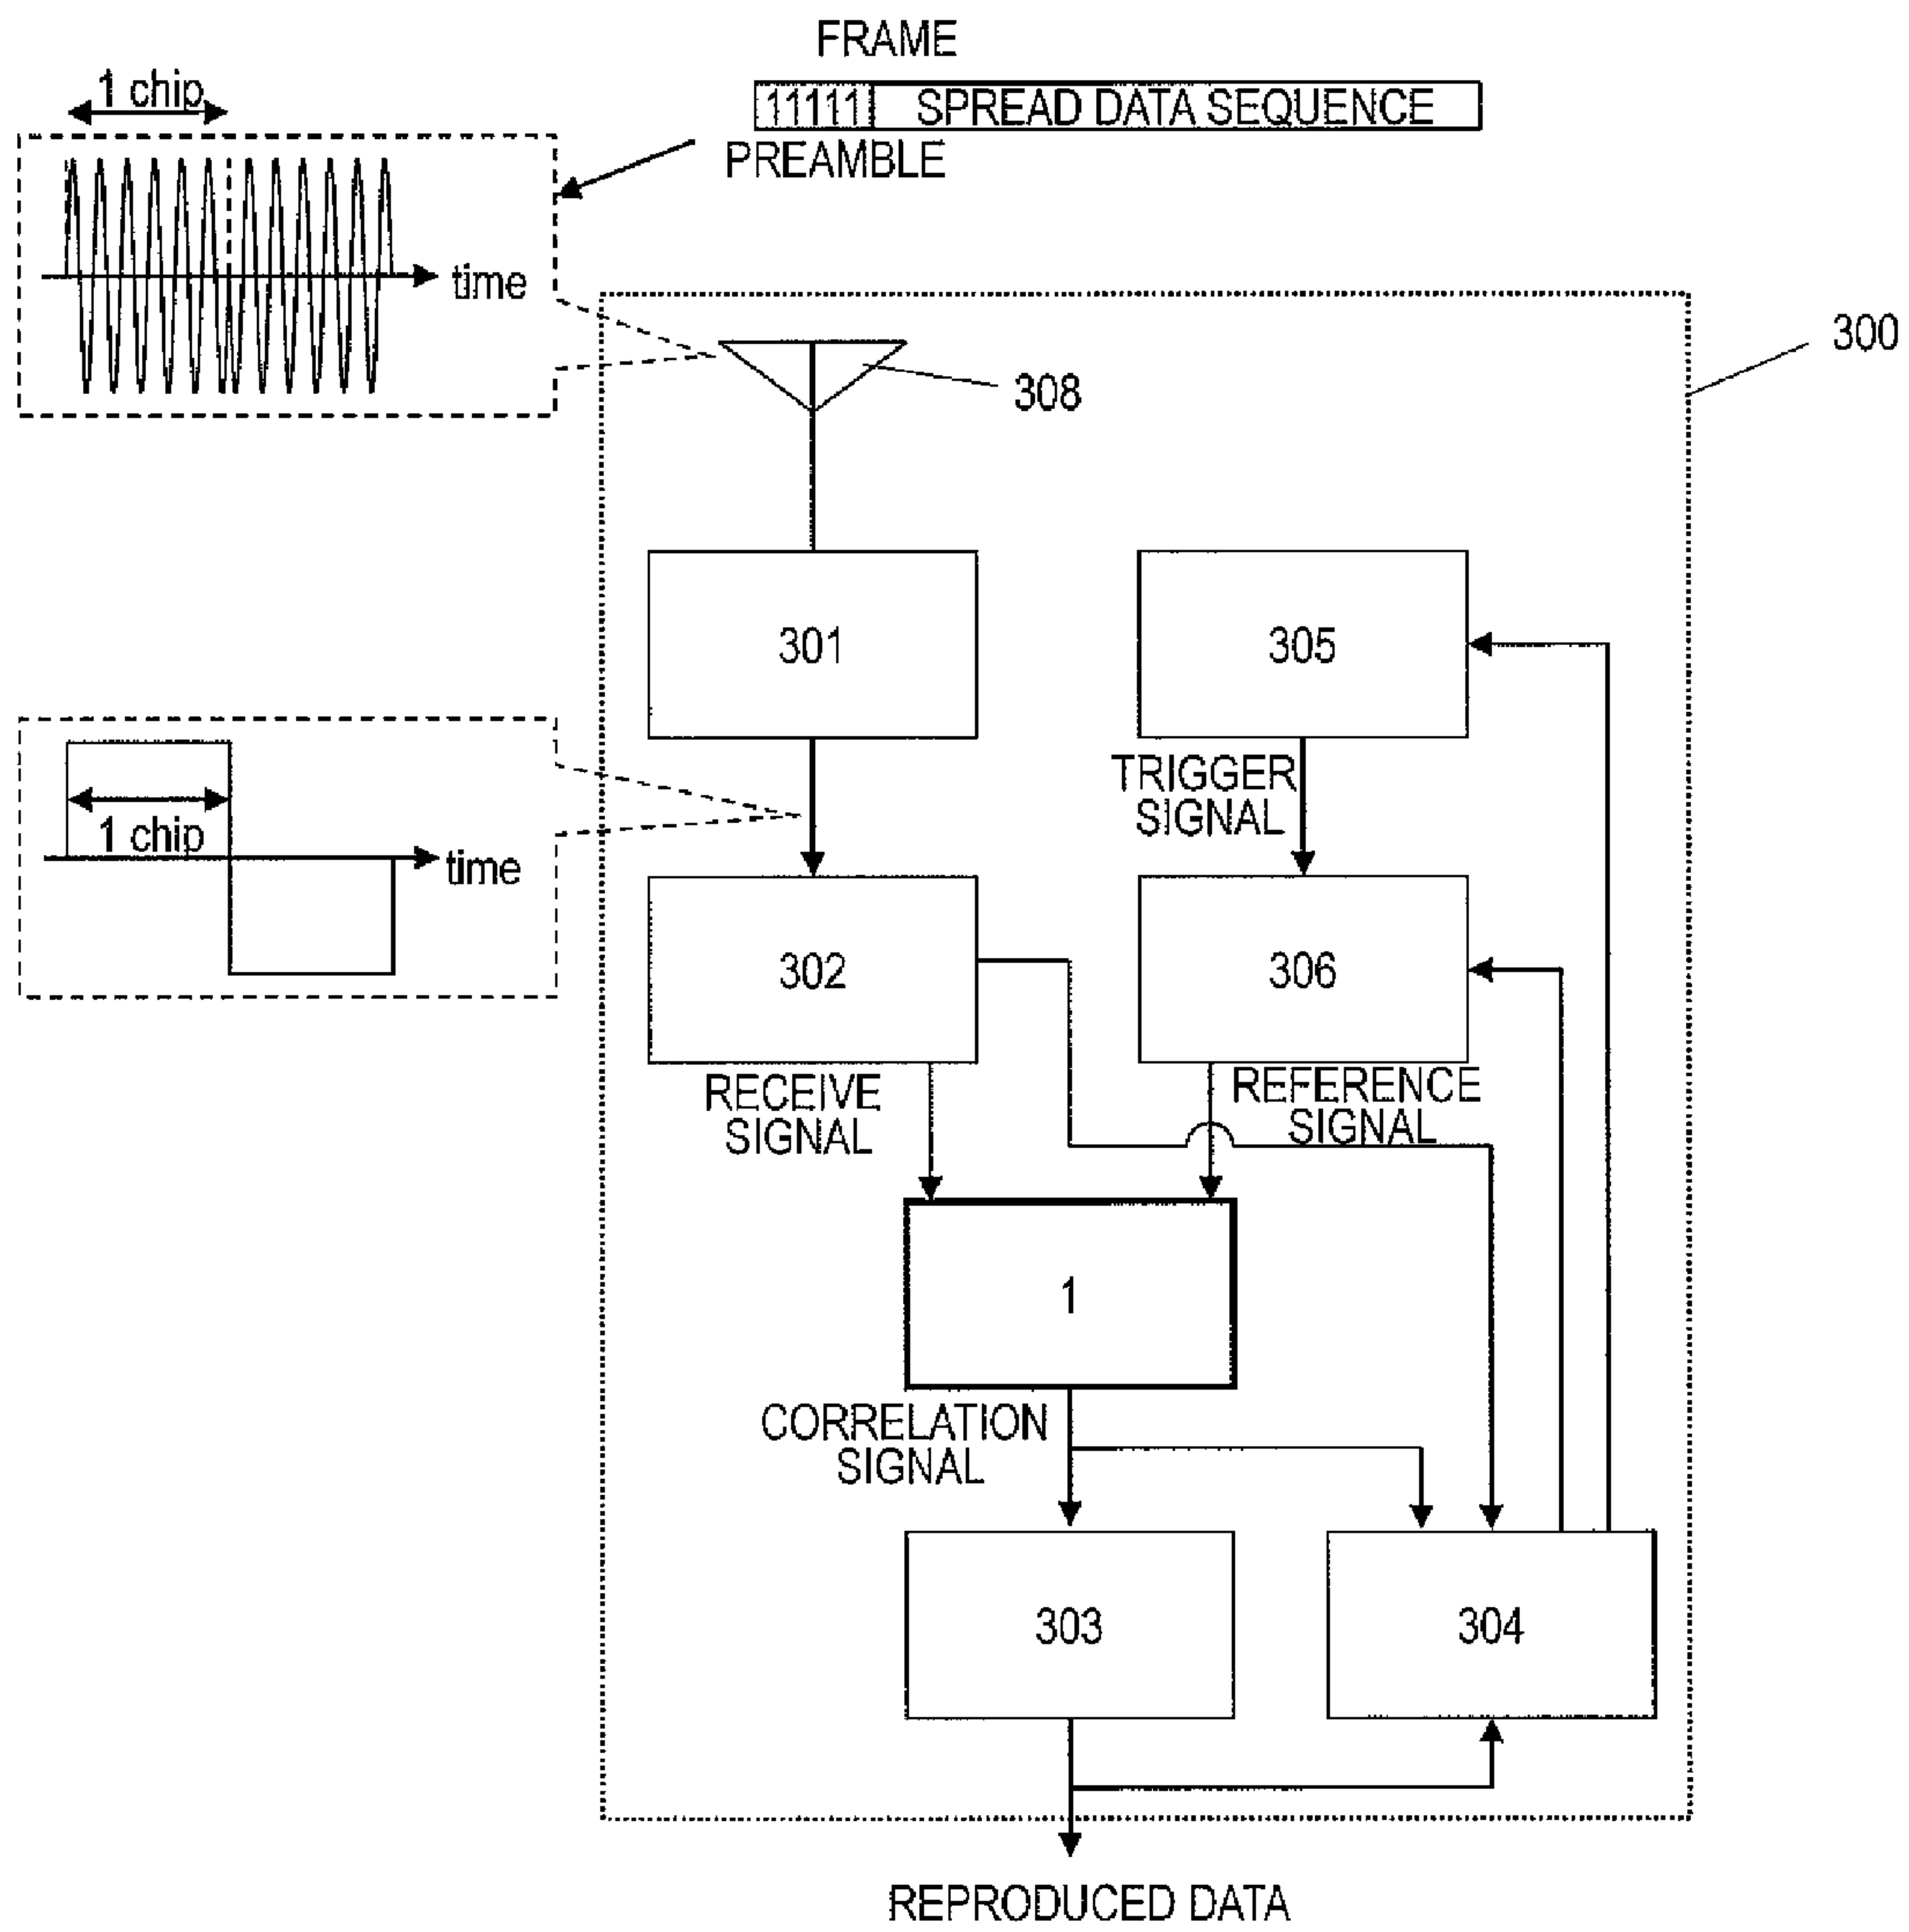 FRAME
1 chip
11111 SPREAD DATA SEQUENCE
PREAMBLE
time
300
308
301
305
TRIGGER
SIGNAL
1 chip
time
302
306
RECEIVE
SIGNAL
REFERENCE
SIGNAL
1
CORRELATION
SIGNAL
303
304
REPRODUCED DATA